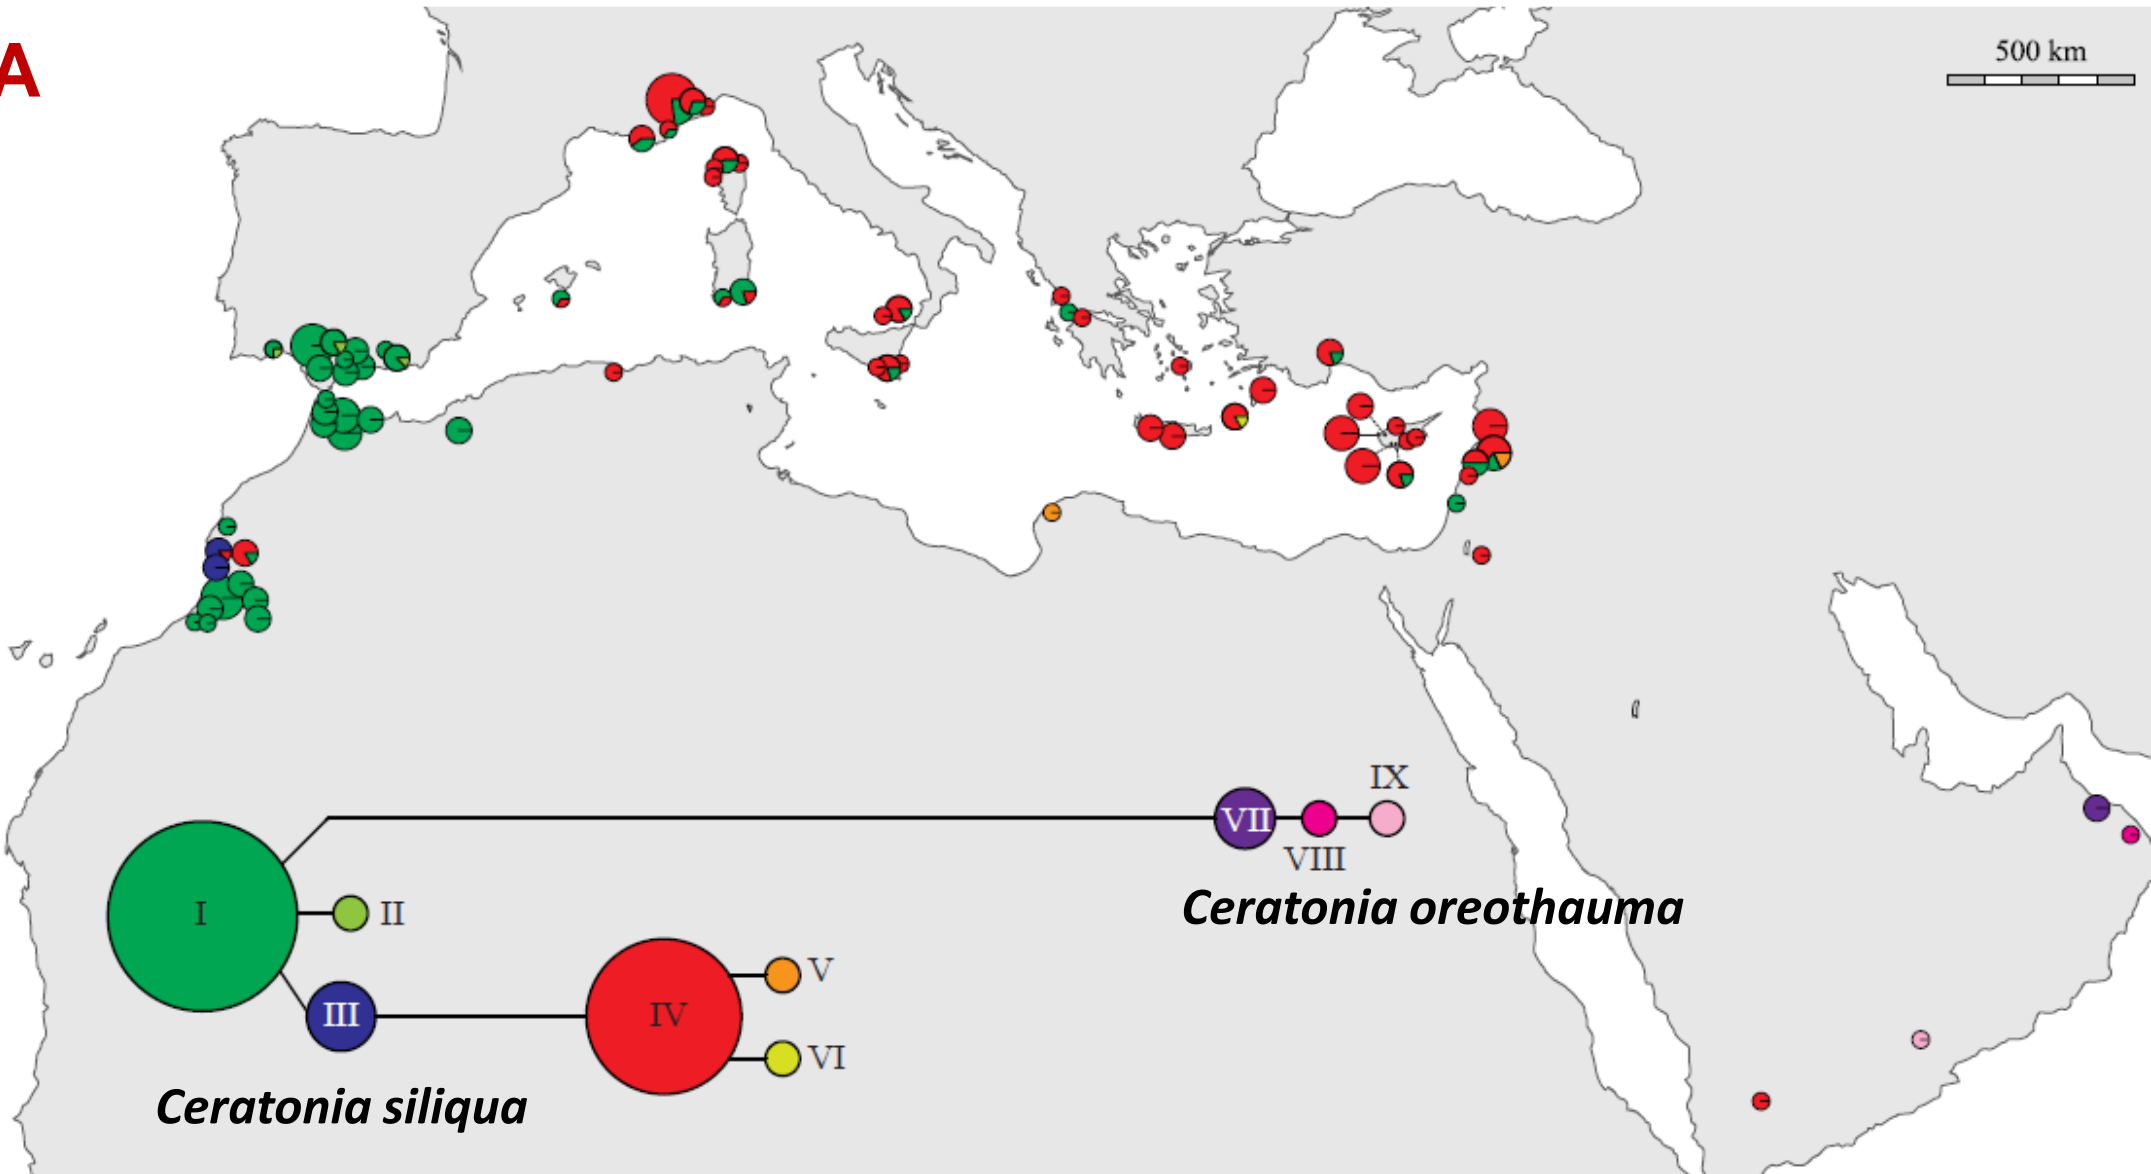 A
500 km
IX
VII
VIII
Ceratonia oreothauma
I
II
V
III
IV
VI
Ceratonia siliqua